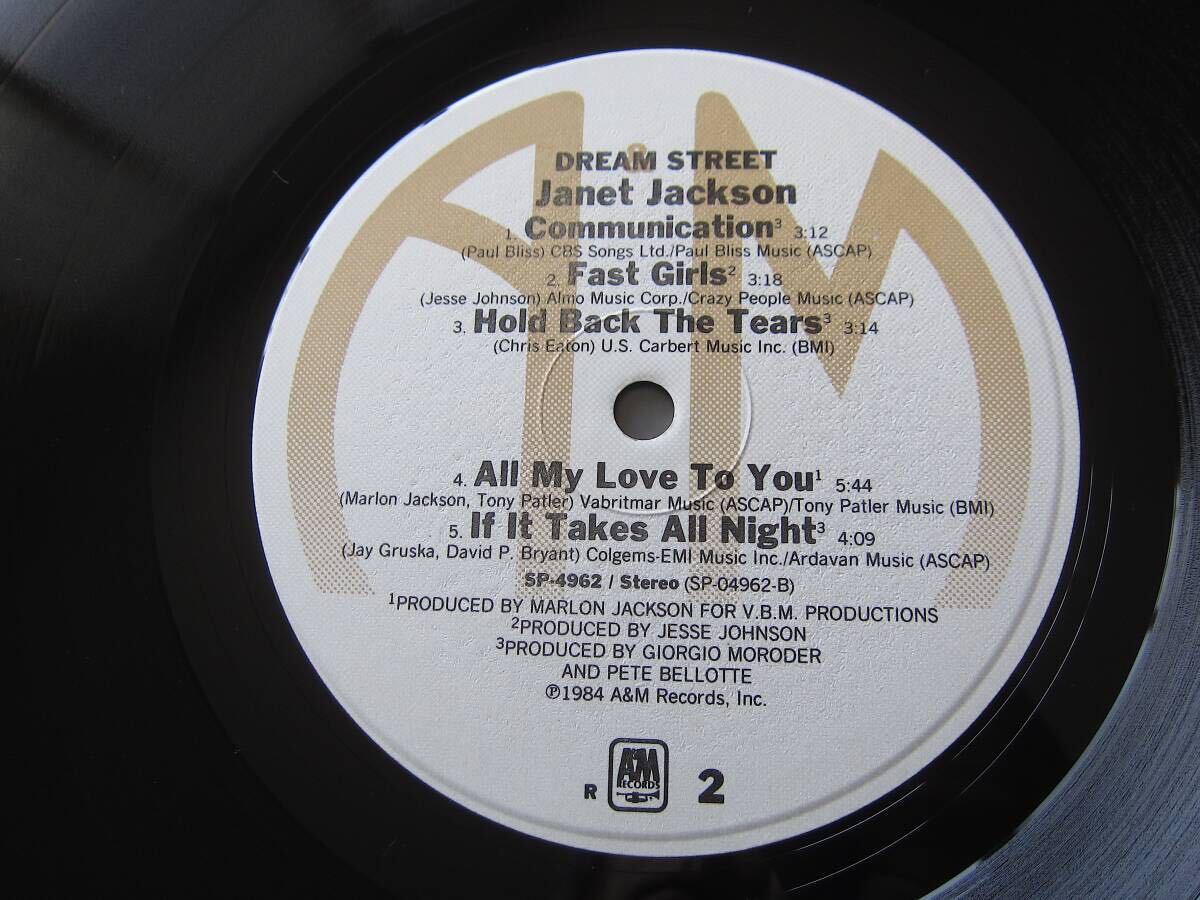 DREAM STREET
Janet Jackson
1. Communication³ 3:12
(Paul Bliss) CBS Songs Ltd./Paul Bliss Music (ASCAP)
2. Fast Girls² 3:18
(Jesse Johnson) Almo Music Corp./Crazy People Music (ASCAP)
3. Hold Back The Tears³ 3:14
(Chris Eaton) U.S. Carbert Music Inc. (BMI)
4. All My Love To You¹ 5:44
(Marlon Jackson, Tony Patler) Vabritmar Music (ASCAP)/Tony Patler Music (BMI)
5. If It Takes All Night³ 4:09
(Jay Gruska, David P. Bryant) Colgems-EMI Music Inc./Ardavan Music (ASCAP)
SP-4962 / Stereo (SP-04962-B)
¹PRODUCED BY MARLON JACKSON FOR V.B.M. PRODUCTIONS
²PRODUCED BY JESSE JOHNSON
³PRODUCED BY GIORGIO MORODER
AND PETE BELLOTTE
℗1984 A&M Records, Inc.
R A&M RECORDS 2